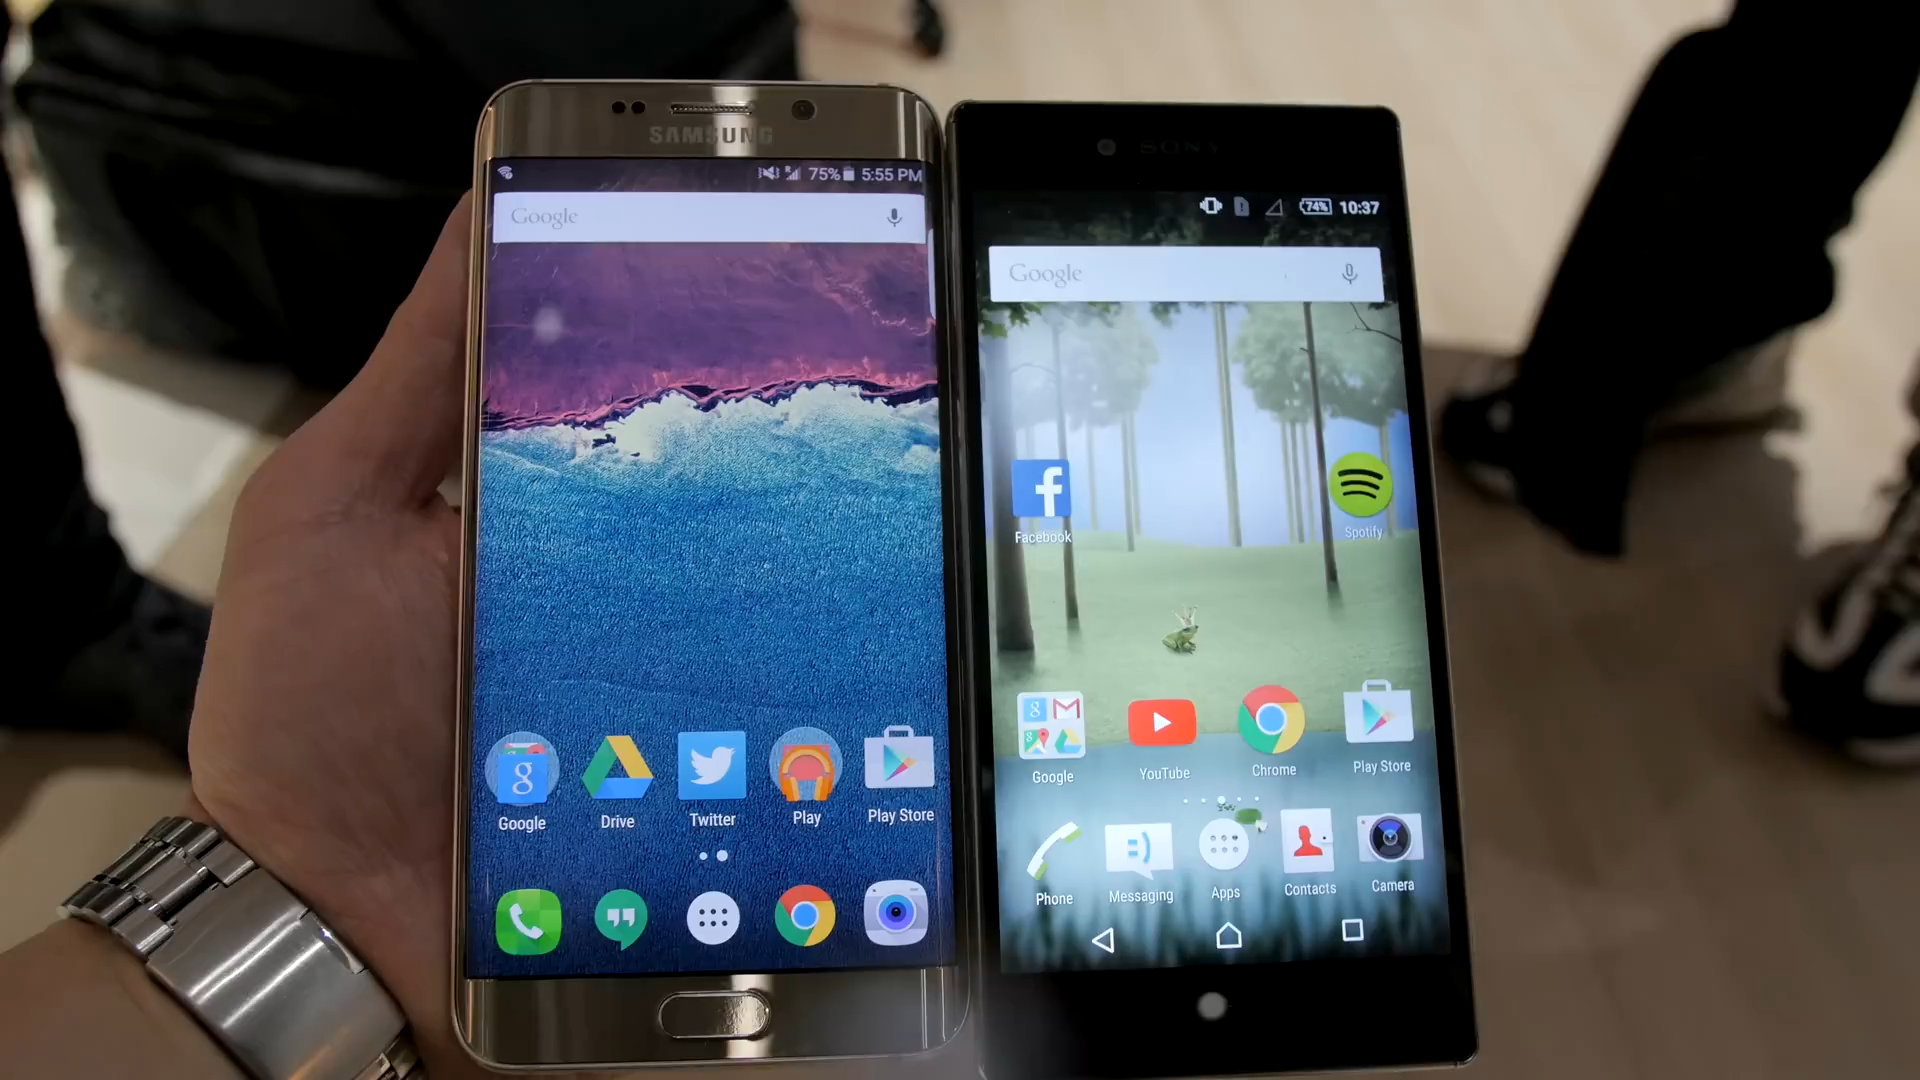 SAMSUNG
75% 5:55 PM
Google
Google
Drive
Twitter
Play
Play Store
SONY
74% 10:37
Google
Facebook
Spotify
Google
YouTube
Chrome
Play Store
Phone
Messaging
Apps
Contacts
Camera